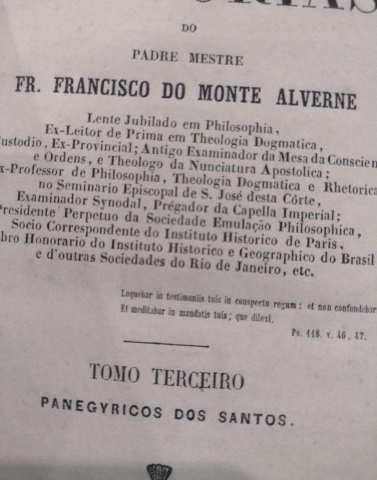 DO
PADRE MESTRE
FR. FRANCISCO DO MONTE ALVERNE
Lente Jubilado em Philosophia,
Ex-Leitor de Prima em Theologia Dogmatica,
ustodio, Ex-Provincial; Antigo Examinador da Mesa da Conscien
e Ordens, e Theologo da Nunciatura Apostolica;
x-Professor de Philosophia, Theologia Dogmatica e Rhetorica
no Seminario Episcopal de S. José desta Côrte,
Examinador Synodal, Prégador da Capella Imperial;
Presidente Perpetuo da Sociedade Emulação Philosophica,
Socio Correspondente do Instituto Historico de Paris,
bro Honorario do Instituto Historico e Geographico do Brasil
e d'outras Sociedades do Rio de Janeiro, etc.
Loquebar in testimoniis tuis in conspectu regum: et non confundebar
Et meditabar in mandatis tuis; que dilexi.
Ps. 118. v. 46, 47.
TOMO TERCEIRO
PANEGYRICOS DOS SANTOS.